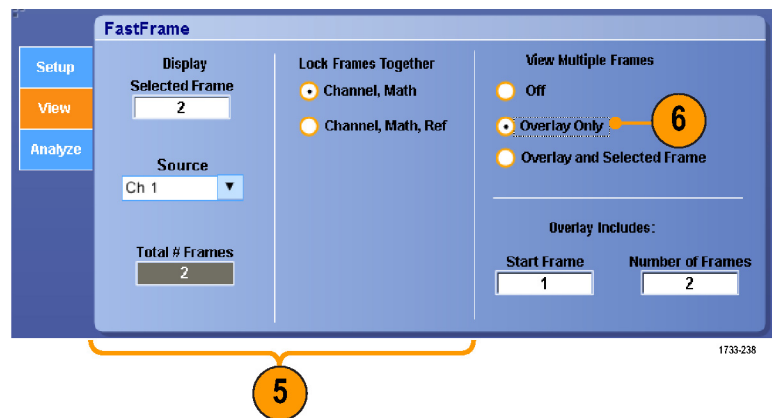 FastFrame
Setup
View
Analyze
Display
Selected Frame
2
Source
Ch 1
Total # Frames
2
Lock Frames Together
Channel, Math
Channel, Math, Ref
View Multiple Frames
Off
Overlay Only
6
Overlay and Selected Frame
Overlay Includes:
Start Frame
1
Number of Frames
2
5
1733-238